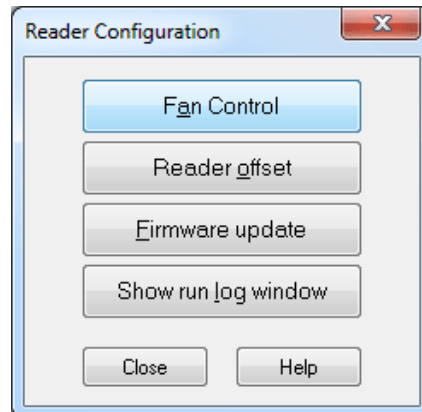 Reader Configuration
Fan Control
Reader offset
Firmware update
Show run log window
Close Help